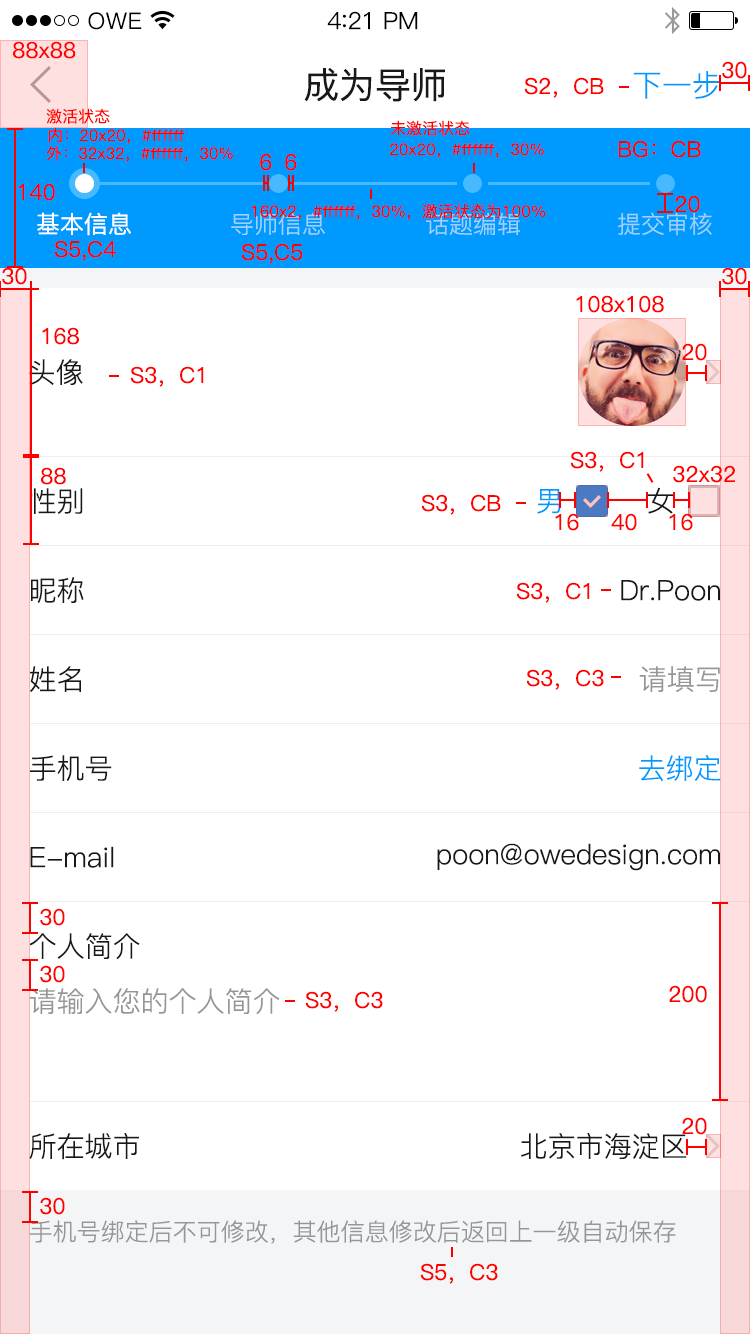 OWE 4:21 PM
88x88
成为导师 S2，CB 下一步 30
激活状态 未激活状态
内：20x20，#ffffff 20x20，#ffffff，30% BG：CB
外：32x32，#ffffff，30%
6 6
140 160x2，#ffffff，30%，激活状态为100% 20
基本信息 导师信息 话题编辑 提交审核
S5,C4 S5,C5
30 30
108x108
168
20
头像 S3，C1
S3，C1
88 32x32
性别 S3，CB 男 女
16 40 16
昵称 S3，C1 Dr.Poon
姓名 S3，C3 请填写
手机号 去绑定
E-mail poon@owedesign.com
30
个人简介
30
请输入您的个人简介 S3，C3 200
20
所在城市 北京市海淀区
30
手机号绑定后不可修改，其他信息修改后返回上一级自动保存
S5，C3